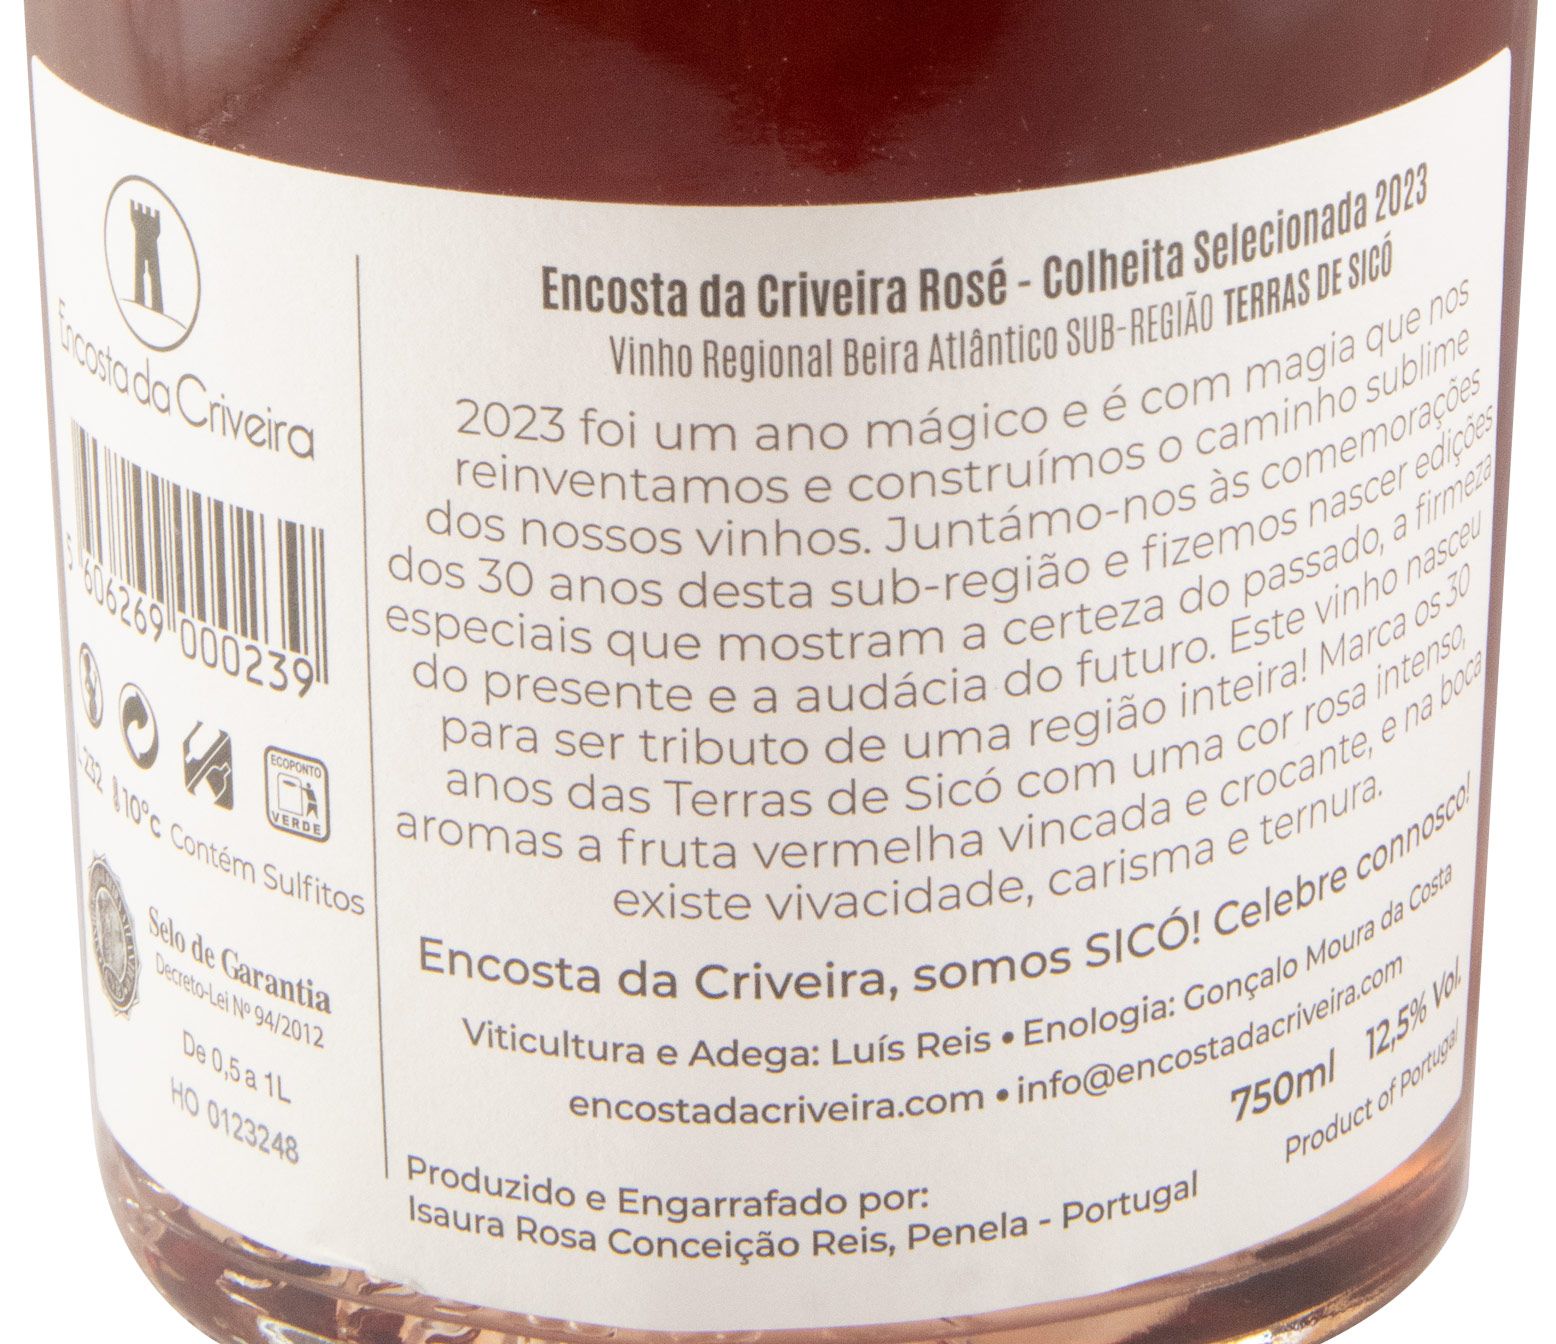 Encosta da Criveira
5 606269 000239
ECOPONTO
VERDE
L-232 10°c Contém Sulfitos
Selo de Garantia
Decreto-Lei Nº 94/2012
De 0,5 a 1L
HO 0123248
Encosta da Criveira Rosé - Colheita Selecionada 2023
Vinho Regional Beira Atlântico SUB-REGIÃO TERRAS DE SICÓ
2023 foi um ano mágico e é com magia que nos
reinventamos e construímos o caminho sublime
dos nossos vinhos. Juntámo-nos às comemorações
dos 30 anos desta sub-região e fizemos nascer edições
especiais que mostram a certeza do passado, a firmeza
do presente e a audácia do futuro. Este vinho nasceu
para ser tributo de uma região inteira! Marca os 30
anos das Terras de Sicó com uma cor rosa intenso,
aromas a fruta vermelha vincada e crocante, e na boca
existe vivacidade, carisma e ternura.
Encosta da Criveira, somos SICÓ! Celebre connosco!
Viticultura e Adega: Luís Reis • Enologia: Gonçalo Moura da Costa
encostadacriveira.com • info@encostadacriveira.com
750ml 12,5% Vol.
Product of Portugal
Produzido e Engarrafado por:
Isaura Rosa Conceição Reis, Penela - Portugal